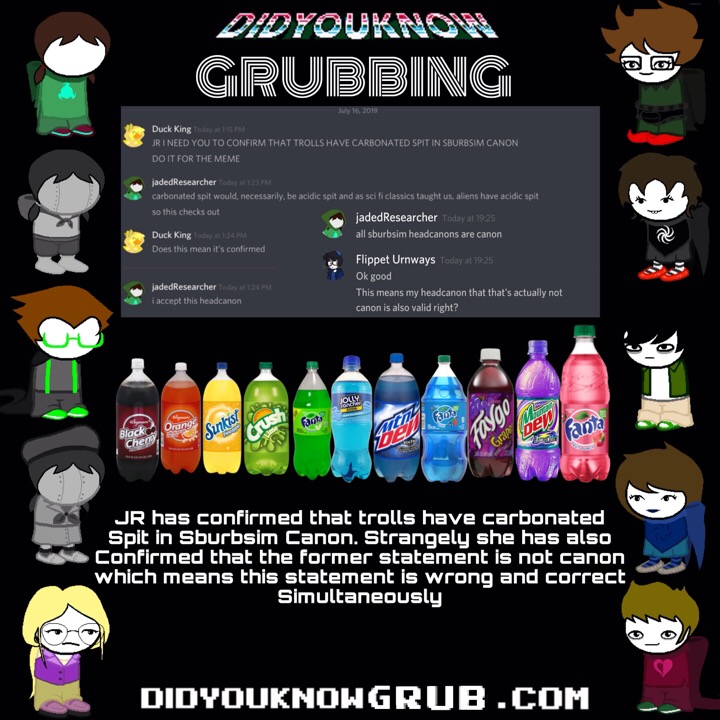 DIDYOUKNOW
GRUBBING
July 16, 2019
Duck King Today at 1:15 PM
JR I NEED YOU TO CONFIRM THAT TROLLS HAVE CARBONATED SPIT IN SBURBSIM CANON
DO IT FOR THE MEME
jadedResearcher Today at 1:23 PM
carbonated spit would, necessarily, be acidic spit and as sci fi classics taught us, aliens have acidic spit
so this checks out
Duck King Today at 1:24 PM
Does this mean it's confirmed
jadedResearcher Today at 1:24 PM
i accept this headcanon
jadedResearcher Today at 19:25
all sburbsim headcanons are canon
Flippet Urnways Today at 19:25
Ok good
This means my headcanon that that's actually not
canon is also valid right?
Black
Cherry
Orange
Sunkist
Crush
Fanta
JOLLY
RANCHER
Mtn
Dew
Fanta
Faygo
Grape
Mtn
Dew
Fanta
JR has confirmed that trolls have carbonated
Spit in Sburbsim Canon. Strangely she has also
Confirmed that the former statement is not canon
which means this statement is wrong and correct
Simultaneously
DIDYOUKNOWGRUB.COM